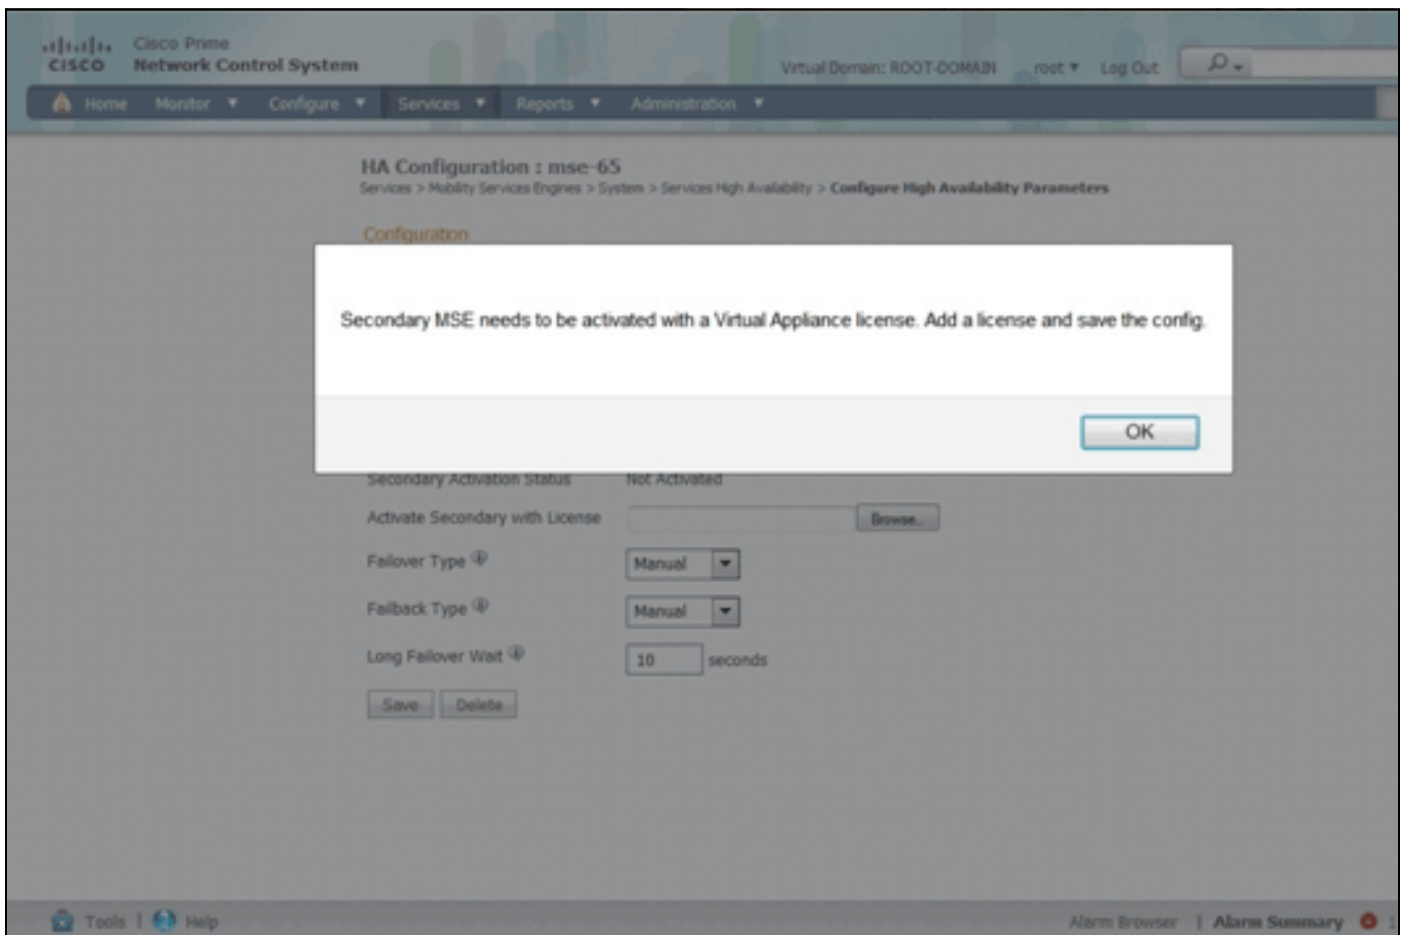 Cisco Prime
CISCO Network Control System
Virtual Domain: ROOT-DOMAIN root Log Out
Home Monitor Configure Services Reports Administration
HA Configuration : mse-65
Services > Mobility Services Engines > System > Services High Availability > Configure High Availability Parameters
Configuration
Secondary MSE needs to be activated with a Virtual Appliance license. Add a license and save the config.
OK
Secondary Activation Status Not Activated
Activate Secondary with License Browse...
Failover Type Manual
Failback Type Manual
Long Failover Wait 10 seconds
Save Delete
Tools | Help Alarm Browser | Alarm Summary 1